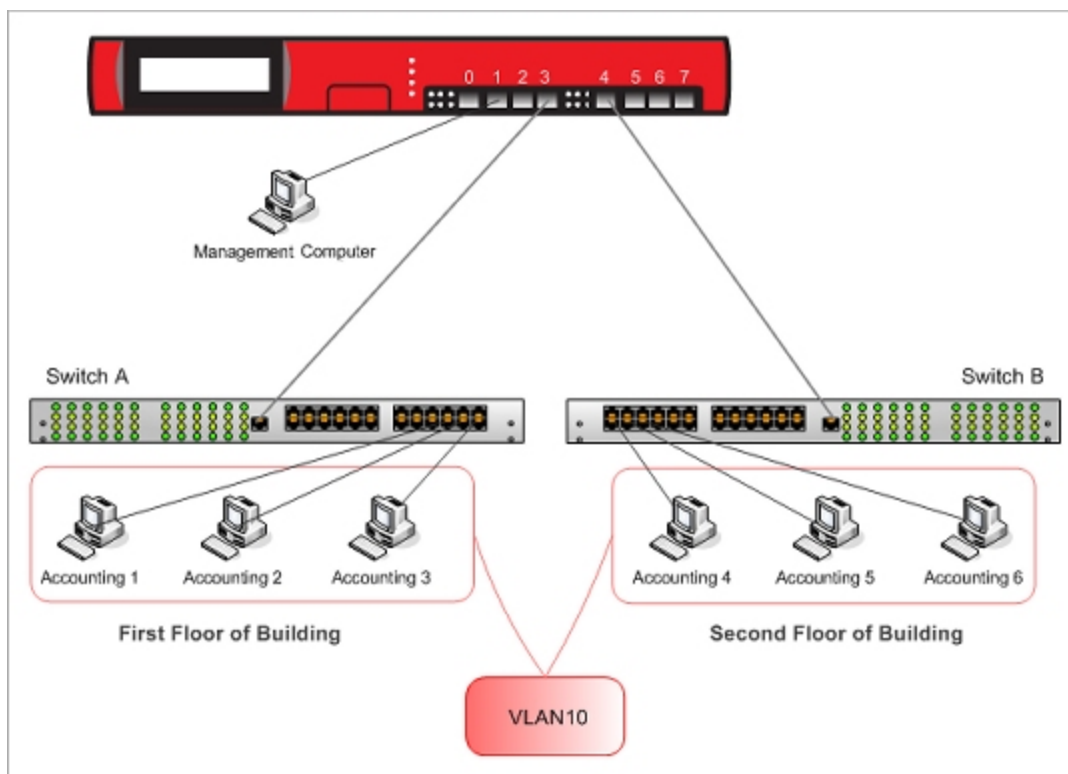 0 1 2 3 4 5 6 7
Management Computer
Switch A
Switch B
Accounting 1 Accounting 2 Accounting 3
Accounting 4 Accounting 5 Accounting 6
First Floor of Building
Second Floor of Building
VLAN10